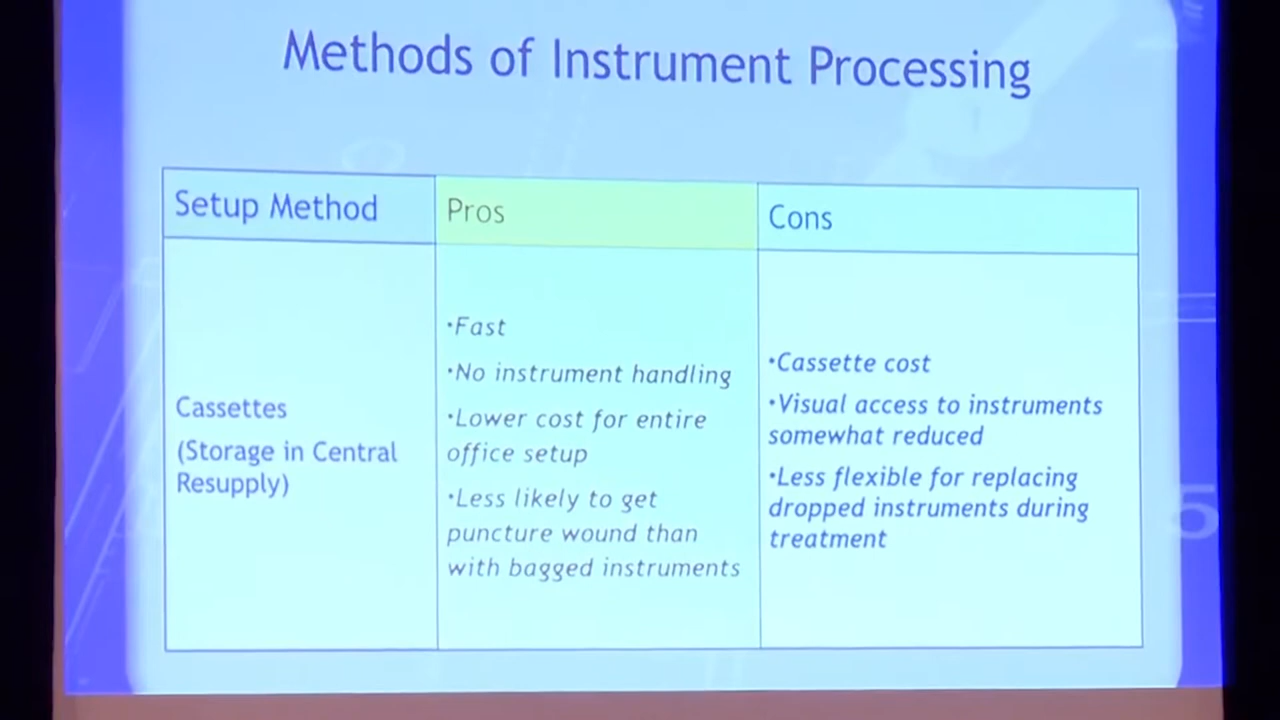 Methods of Instrument Processing
Setup Method
Pros
Cons
Cassettes
(Storage in Central
Resupply)
•Fast
•No instrument handling
•Lower cost for entire
office setup
•Less likely to get
puncture wound than
with bagged instruments
•Cassette cost
•Visual access to instruments
somewhat reduced
•Less flexible for replacing
dropped instruments during
treatment
5